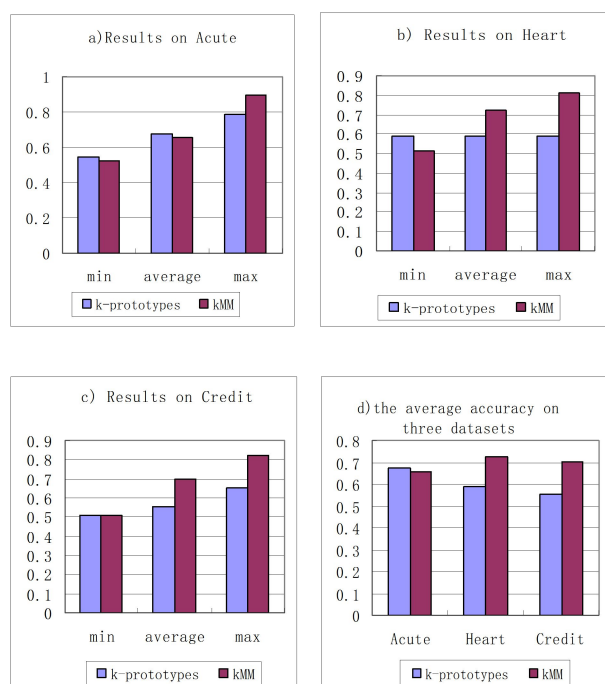 a)Results on Acute
1
0.8
0.6
0.4
0.2
0
min average max
k-prototypes kMM
b) Results on Heart
0.9
0.8
0.7
0.6
0.5
0.4
0.3
0.2
0.1
0
min average max
k-prototypes kMM
c) Results on Credit
0.9
0.8
0.7
0.6
0.5
0.4
0.3
0.2
0.1
0
min average max
k-prototypes kMM
d)the average accuracy on
three datasets
0.8
0.7
0.6
0.5
0.4
0.3
0.2
0.1
0
Acute Heart Credit
k-prototypes kMM